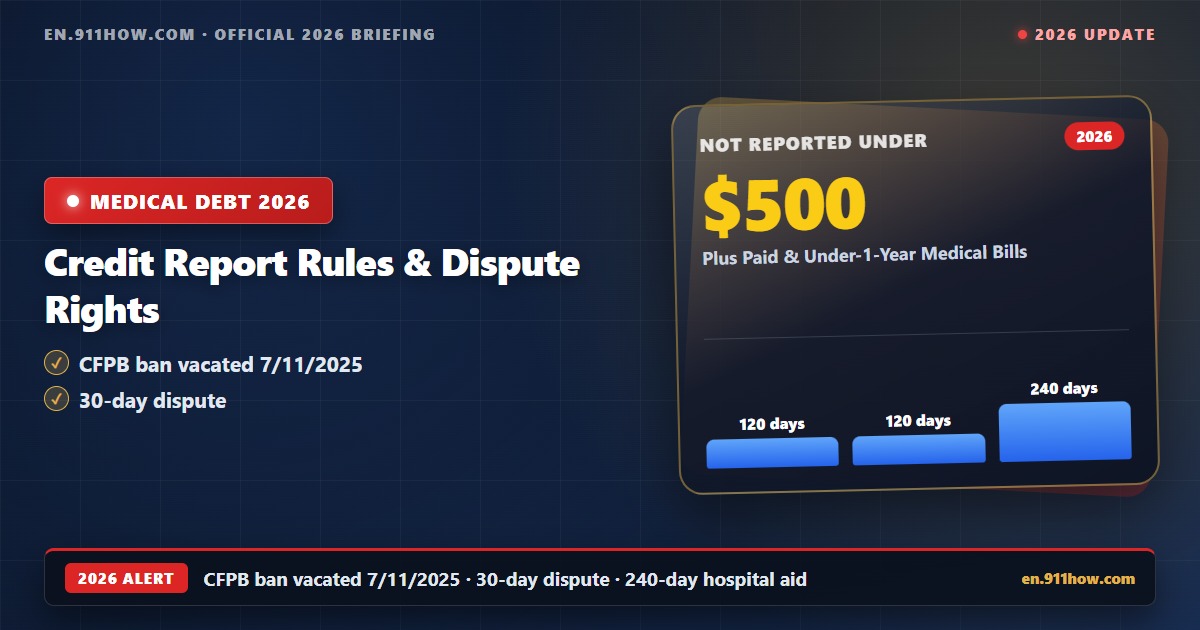 EN.911HOW.COM · OFFICIAL 2026 BRIEFING
2026 UPDATE
MEDICAL DEBT 2026
Credit Report Rules & Dispute
Rights
✓ CFPB ban vacated 7/11/2025
✓ 30-day dispute
NOT REPORTED UNDER
2026
$500
Plus Paid & Under-1-Year Medical Bills
120 days
120 days
240 days
2026 ALERT
CFPB ban vacated 7/11/2025 · 30-day dispute · 240-day hospital aid
en.911how.com